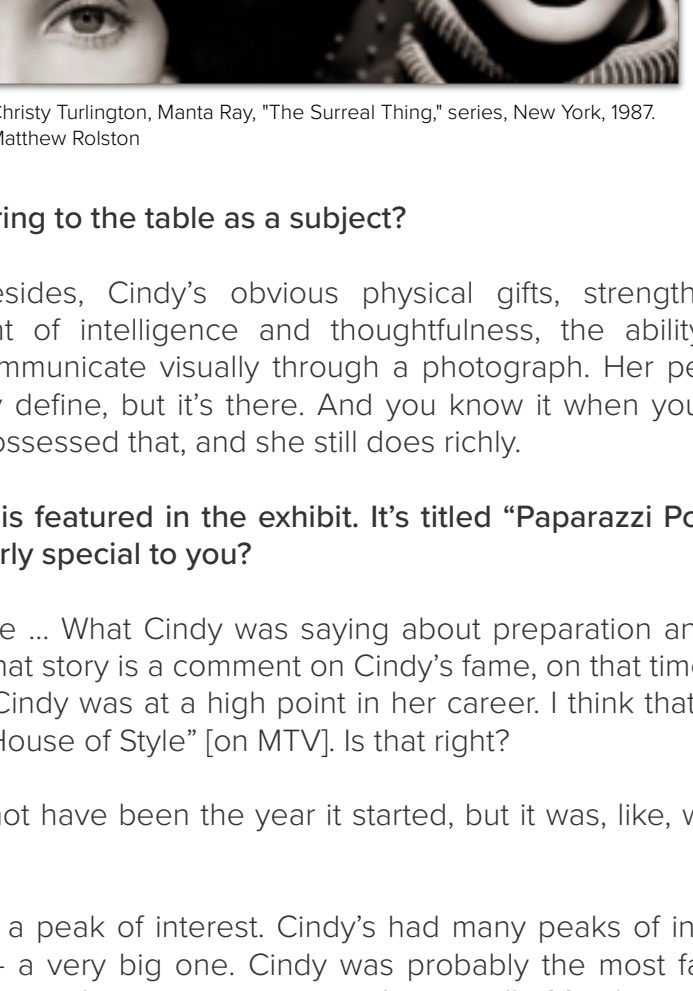 Christy Turlington, Manta Ray, "The Surreal Thing," series, New York, 1987.
Matthew Rolston
ring to the table as a subject?
esides, Cindy’s obvious physical gifts, strength
nt of intelligence and thoughtfulness, the ability
mmunicate visually through a photograph. Her pe
y define, but it’s there. And you know it when you
ossessed that, and she still does richly.
is featured in the exhibit. It’s titled “Paparazzi Po
rly special to you?
e ... What Cindy was saying about preparation an
hat story is a comment on Cindy’s fame, on that time
Cindy was at a high point in her career. I think that
House of Style” [on MTV]. Is that right?
not have been the year it started, but it was, like, w
a peak of interest. Cindy’s had many peaks of in
- a very big one. Cindy was probably the most fa